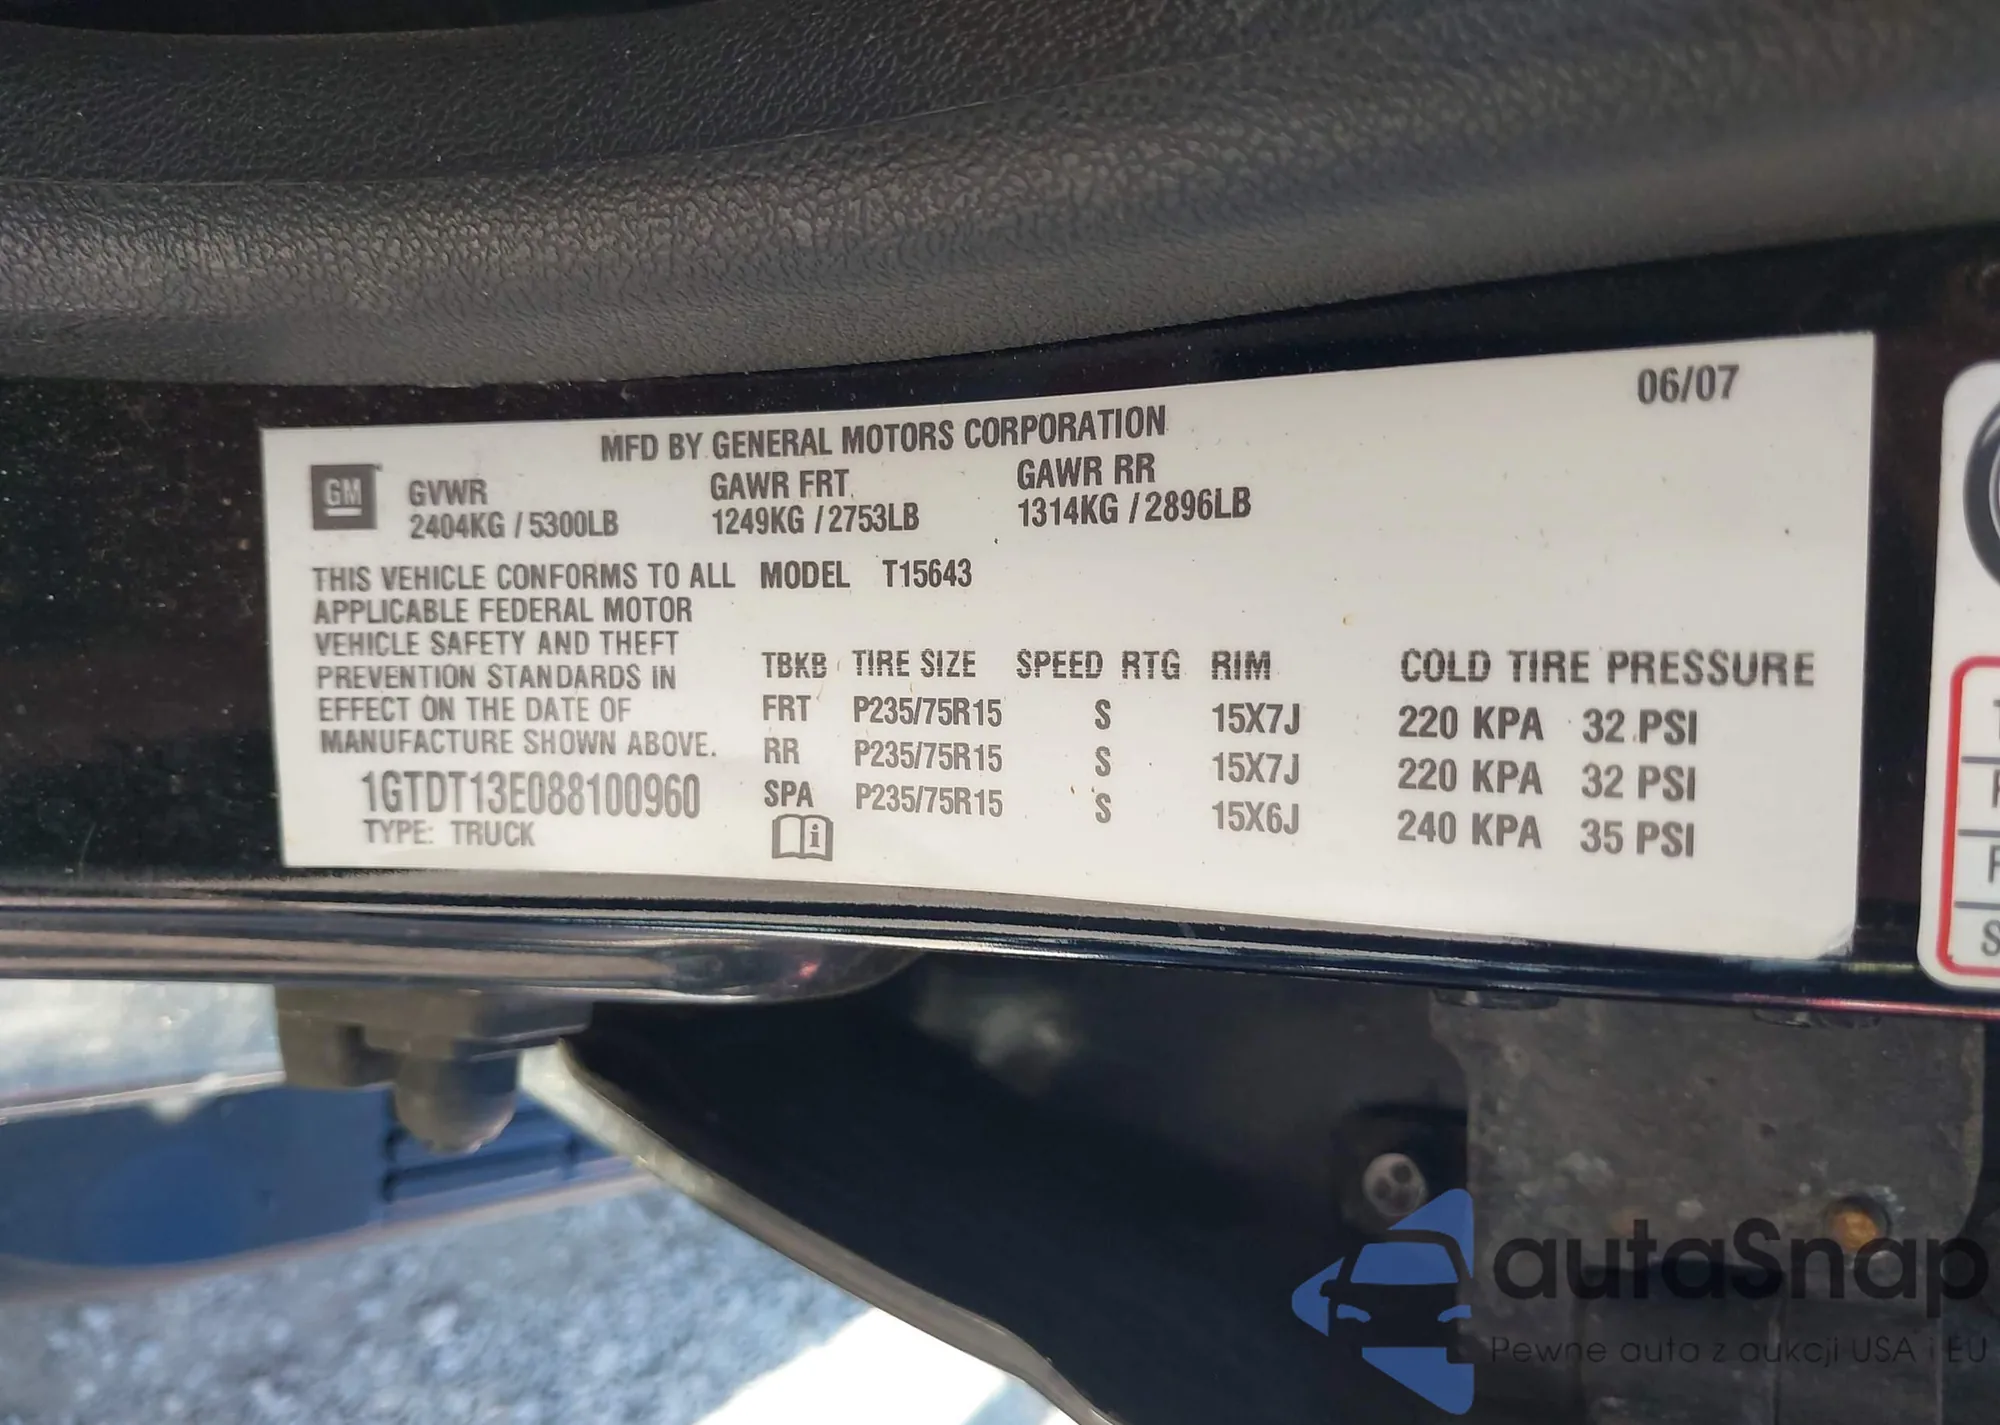 06/07
MFD BY GENERAL MOTORS CORPORATION
GM
GVWR GAWR FRT GAWR RR
2404KG / 5300LB 1249KG / 2753LB 1314KG / 2896LB
THIS VEHICLE CONFORMS TO ALL
APPLICABLE FEDERAL MOTOR
VEHICLE SAFETY AND THEFT
PREVENTION STANDARDS IN
EFFECT ON THE DATE OF
MANUFACTURE SHOWN ABOVE.
1GTDT13E088100960
TYPE: TRUCK
MODEL T15643
TBKB TIRE SIZE SPEED RTG RIM COLD TIRE PRESSURE
FRT P235/75R15 S 15X7J 220 KPA 32 PSI
RR P235/75R15 S 15X7J 220 KPA 32 PSI
SPA P235/75R15 S 15X6J 240 KPA 35 PSI
i
autaSnap
Pewne auto z aukcji USA i EU